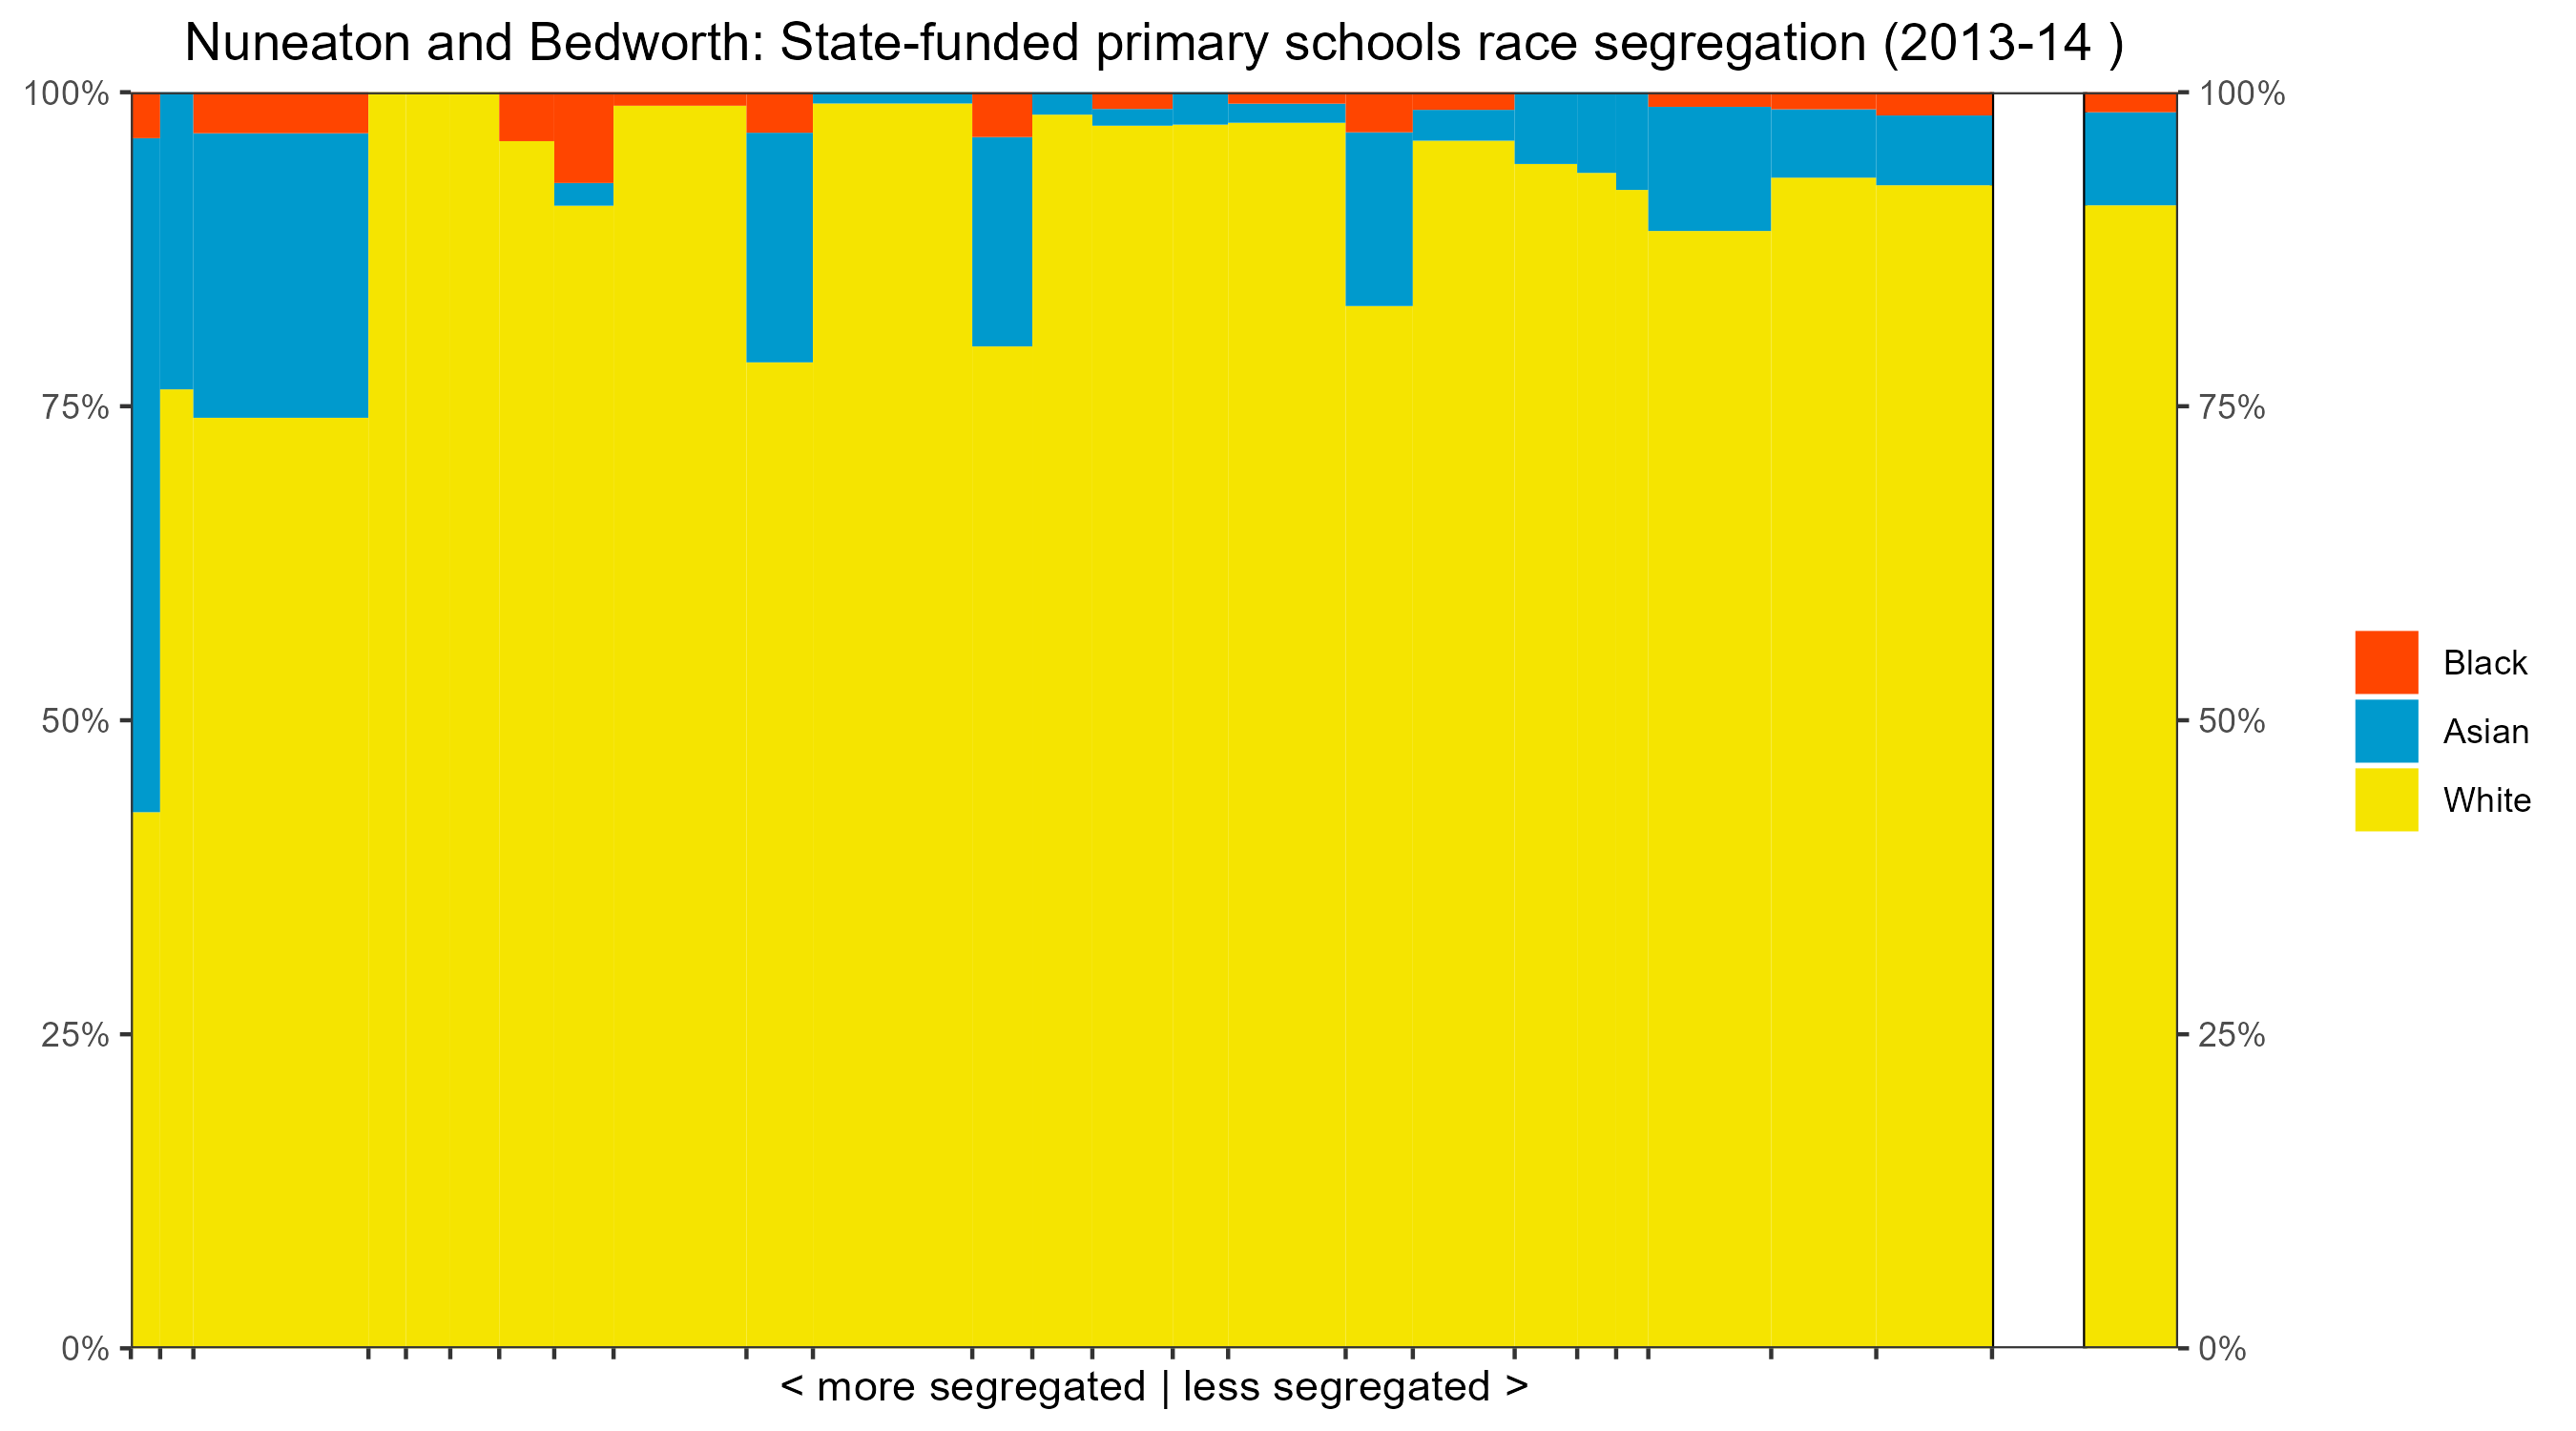 Nuneaton and Bedworth: State-funded primary schools race segregation (2013-14 )
100%
75%
50%
25%
0%
100%
75%
50%
25%
0%
Black
Asian
White
< more segregated | less segregated >